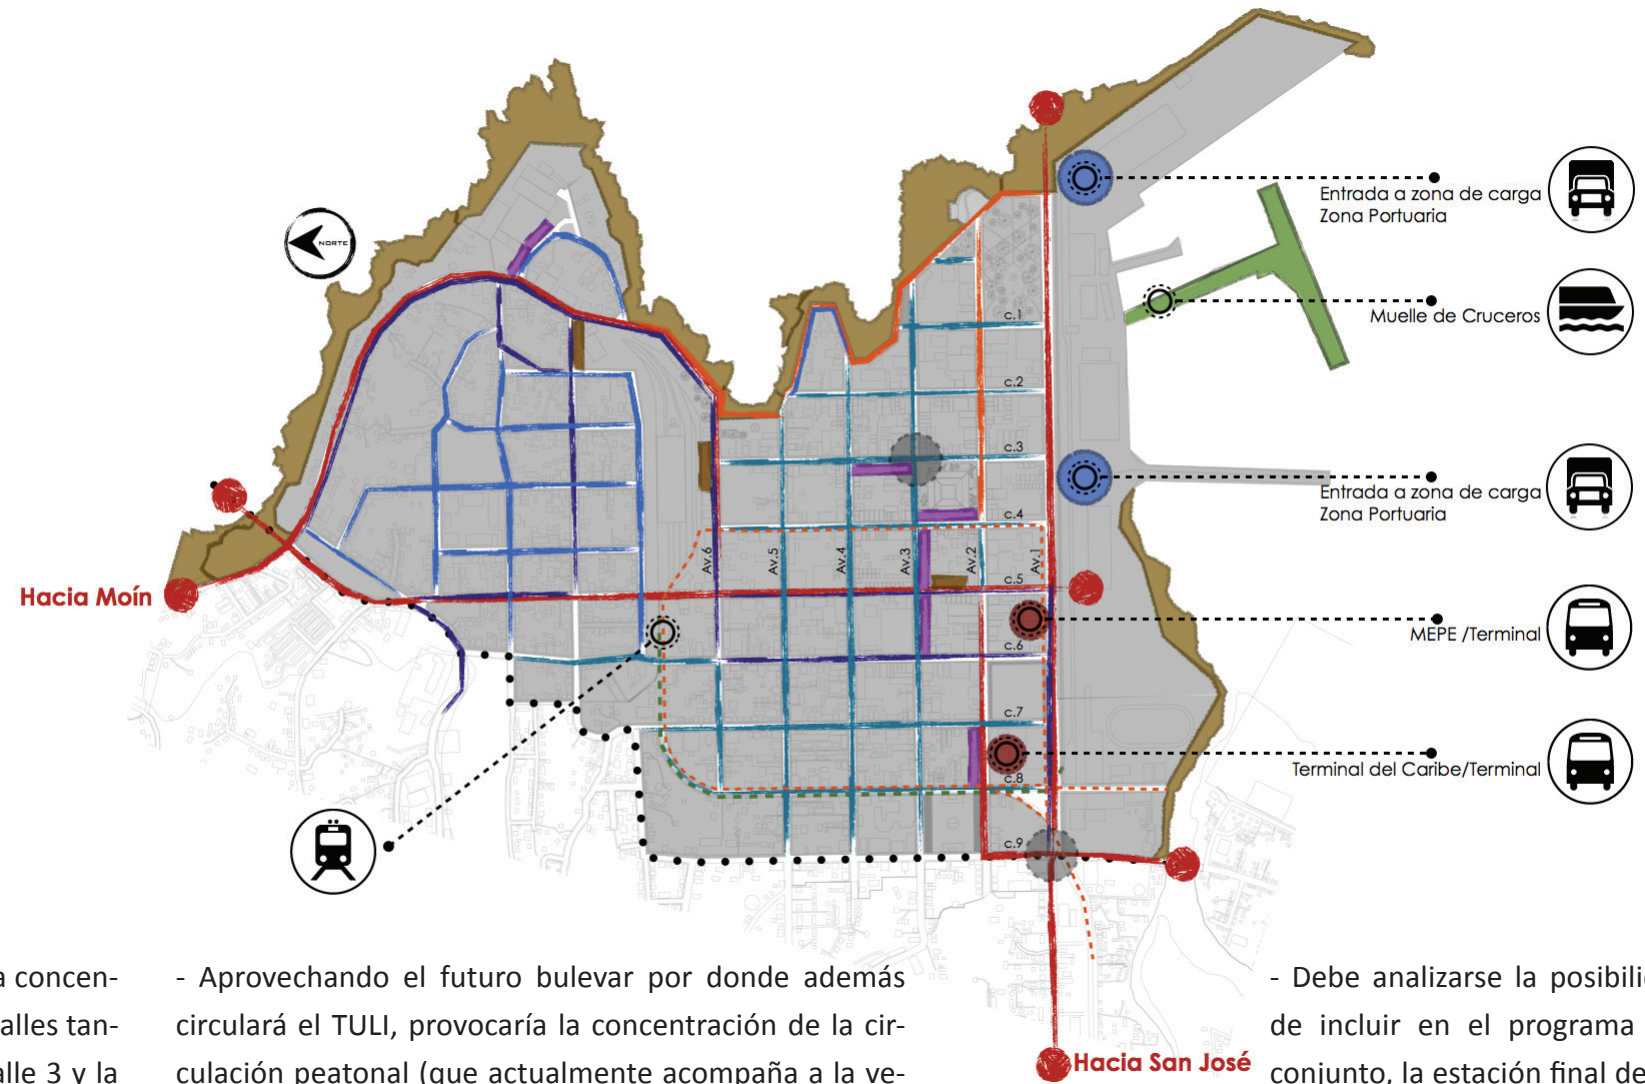 Entrada a zona de carga
Zona Portuaria
NORTE
Muelle de Cruceros
c.1
c.2
c.3
Entrada a zona de carga
Zona Portuaria
c.4
Av.6
Av.5
Av.4
Av.3
Av.2
Av.1
c.5
Hacia Moín
MEPE /Terminal
c.6
c.7
Terminal del Caribe/Terminal
c.8
c.9
Hacia San José
a concen-
alles tan-
alle 3 y la
- Aprovechando el futuro bulevar por donde además
circulará el TULI, provocaría la concentración de la cir-
culación peatonal (que actualmente acompaña a la ve-
- Debe analizarse la posibili
de incluir en el programa
conjunto, la estación final de